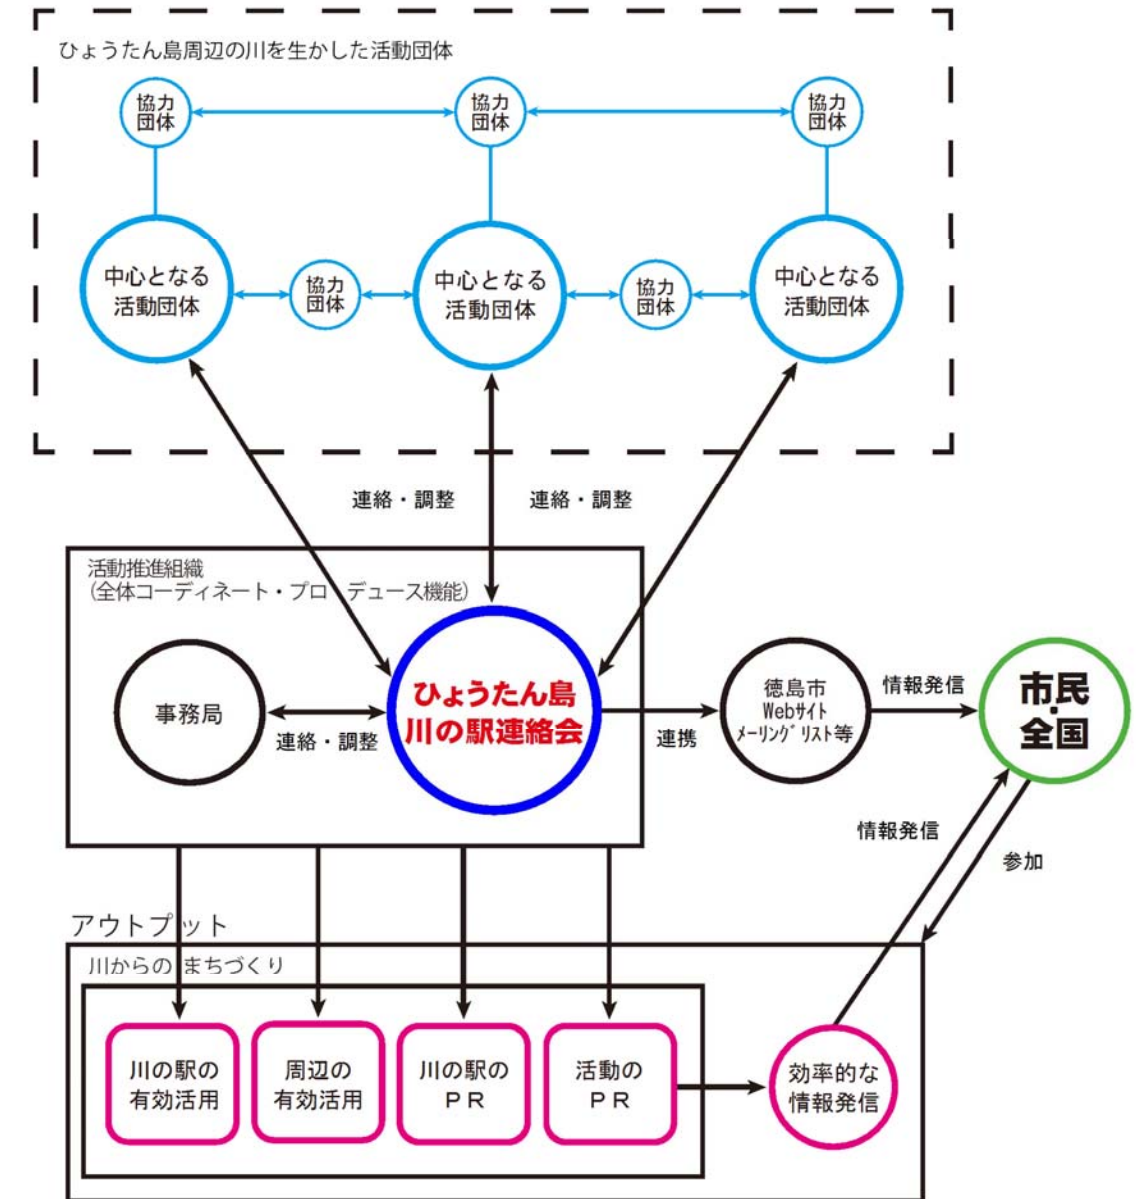 ひょうたん島周辺の川を生かした活動団体
協力
団体
協力
団体
協力
団体
中心となる
活動団体
協力
団体
中心となる
活動団体
協力
団体
中心となる
活動団体
連絡・調整
連絡・調整
活動推進組織
(全体コーディネート・プロデュース機能)
事務局
連絡・調整
ひょうたん島
川の駅連絡会
連携
徳島市
Webサイト
メーリングリスト等
情報発信
市民
・
全国
情報発信
参加
アウトプット
川からのまちづくり
川の駅の
有効活用
周辺の
有効活用
川の駅の
PR
活動の
PR
効率的な
情報発信